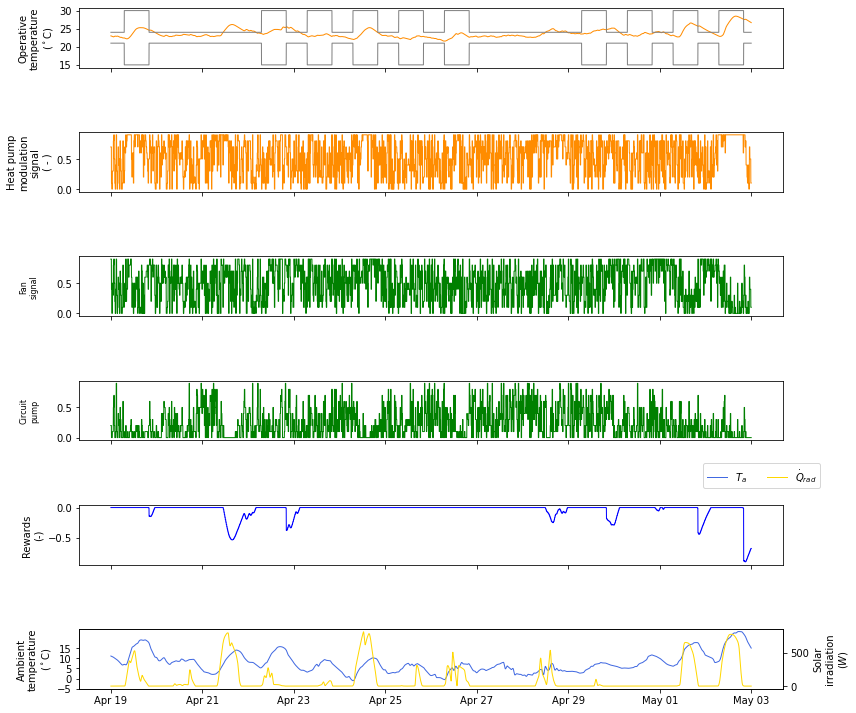 Operative
temperature
(°C)
30
25
20
15
Heat pump
modulation
signal
( - )
0.5
0.0
Fan
signal
0.5
0.0
Circuit
pump
0.5
0.0
T_a
Q̇_rad
Rewards
(-)
0.0
−0.5
Ambient
temperature
(°C)
15
10
5
0
−5
500
0
Solar
irradiation
(W)
Apr 19 Apr 21 Apr 23 Apr 25 Apr 27 Apr 29 May 01 May 03